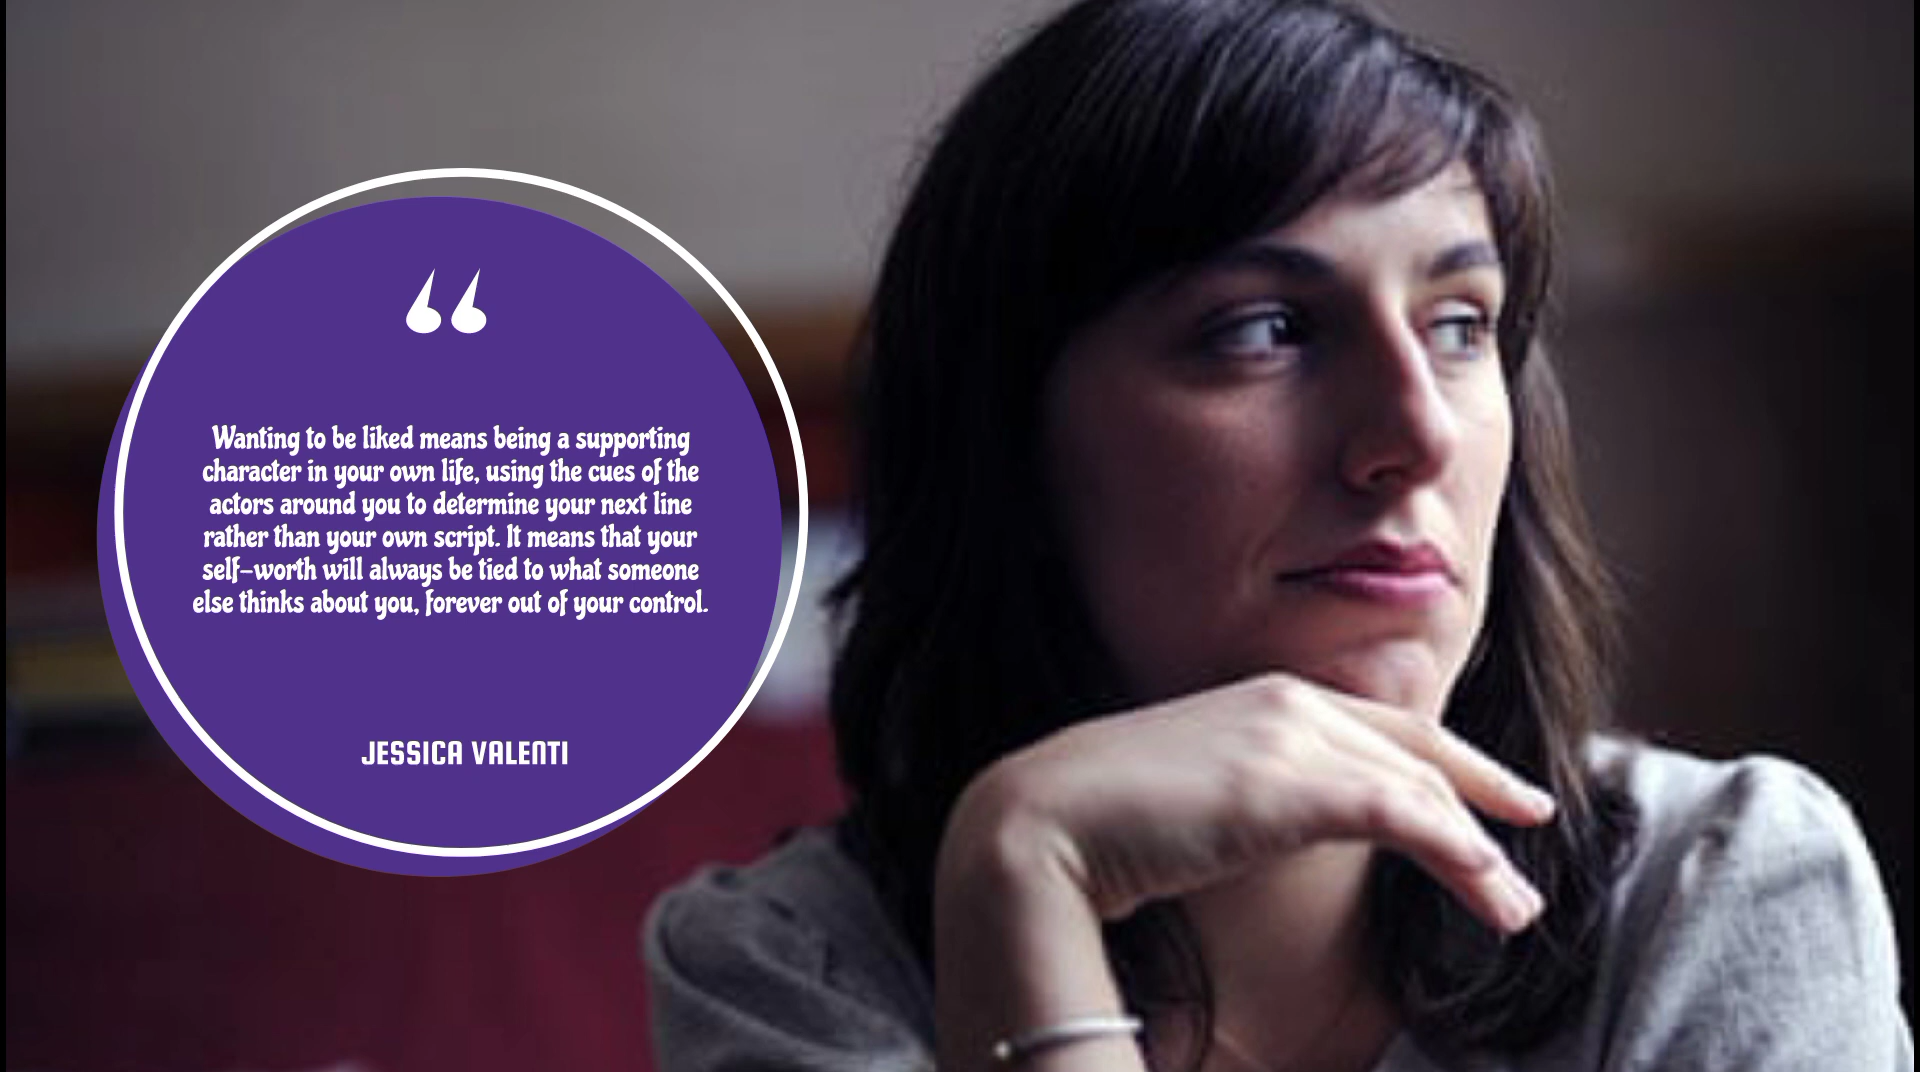 “
Wanting to be liked means being a supporting
character in your own life, using the cues of the
actors around you to determine your next line
rather than your own script. It means that your
self-worth will always be tied to what someone
else thinks about you, forever out of your control.
JESSICA VALENTI